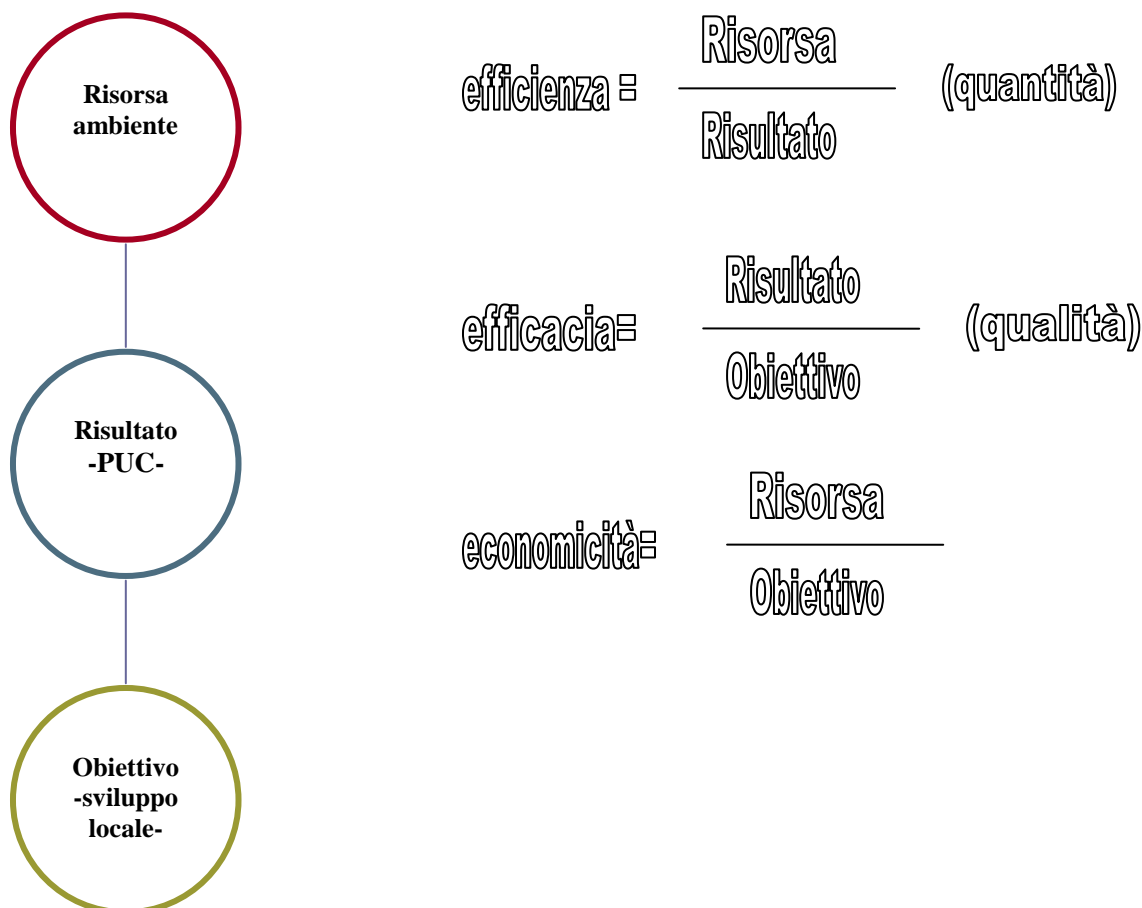 Risorsa
ambiente
Risultato
-PUC-
Obiettivo
-sviluppo
locale-
efficienza =
Risorsa
Risultato
(quantità)
efficacia=
Risultato
Obiettivo
(qualità)
economicità=
Risorsa
Obiettivo